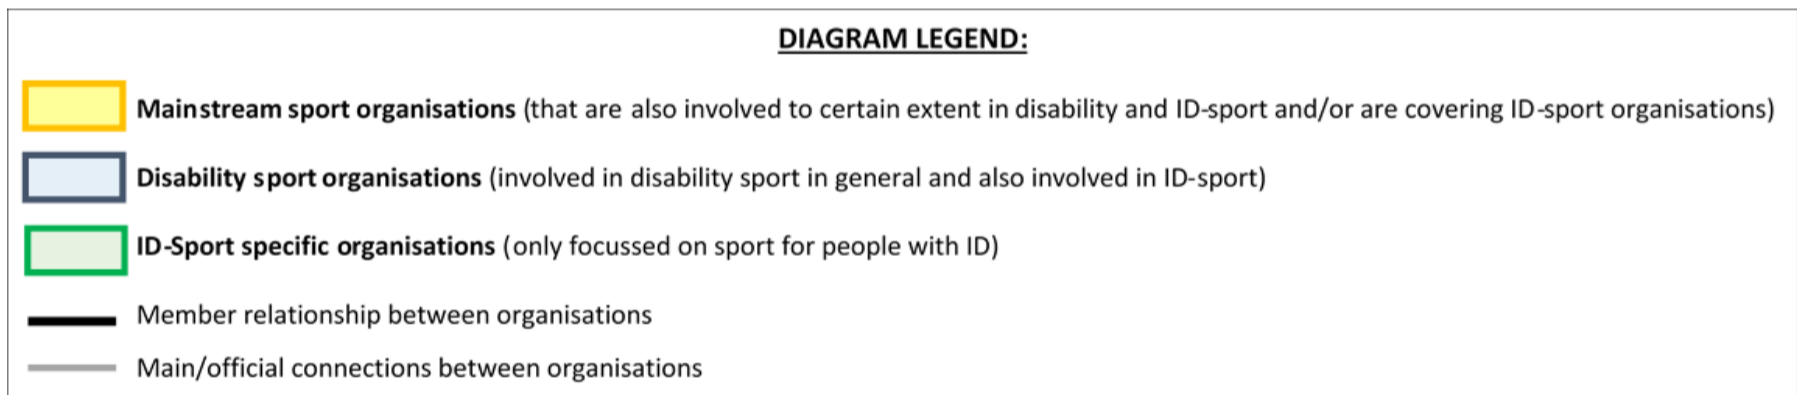 DIAGRAM LEGEND:
Mainstream sport organisations (that are also involved to certain extent in disability and ID-sport and/or are covering ID-sport organisations)
Disability sport organisations (involved in disability sport in general and also involved in ID-sport)
ID-Sport specific organisations (only focussed on sport for people with ID)
Member relationship between organisations
Main/official connections between organisations